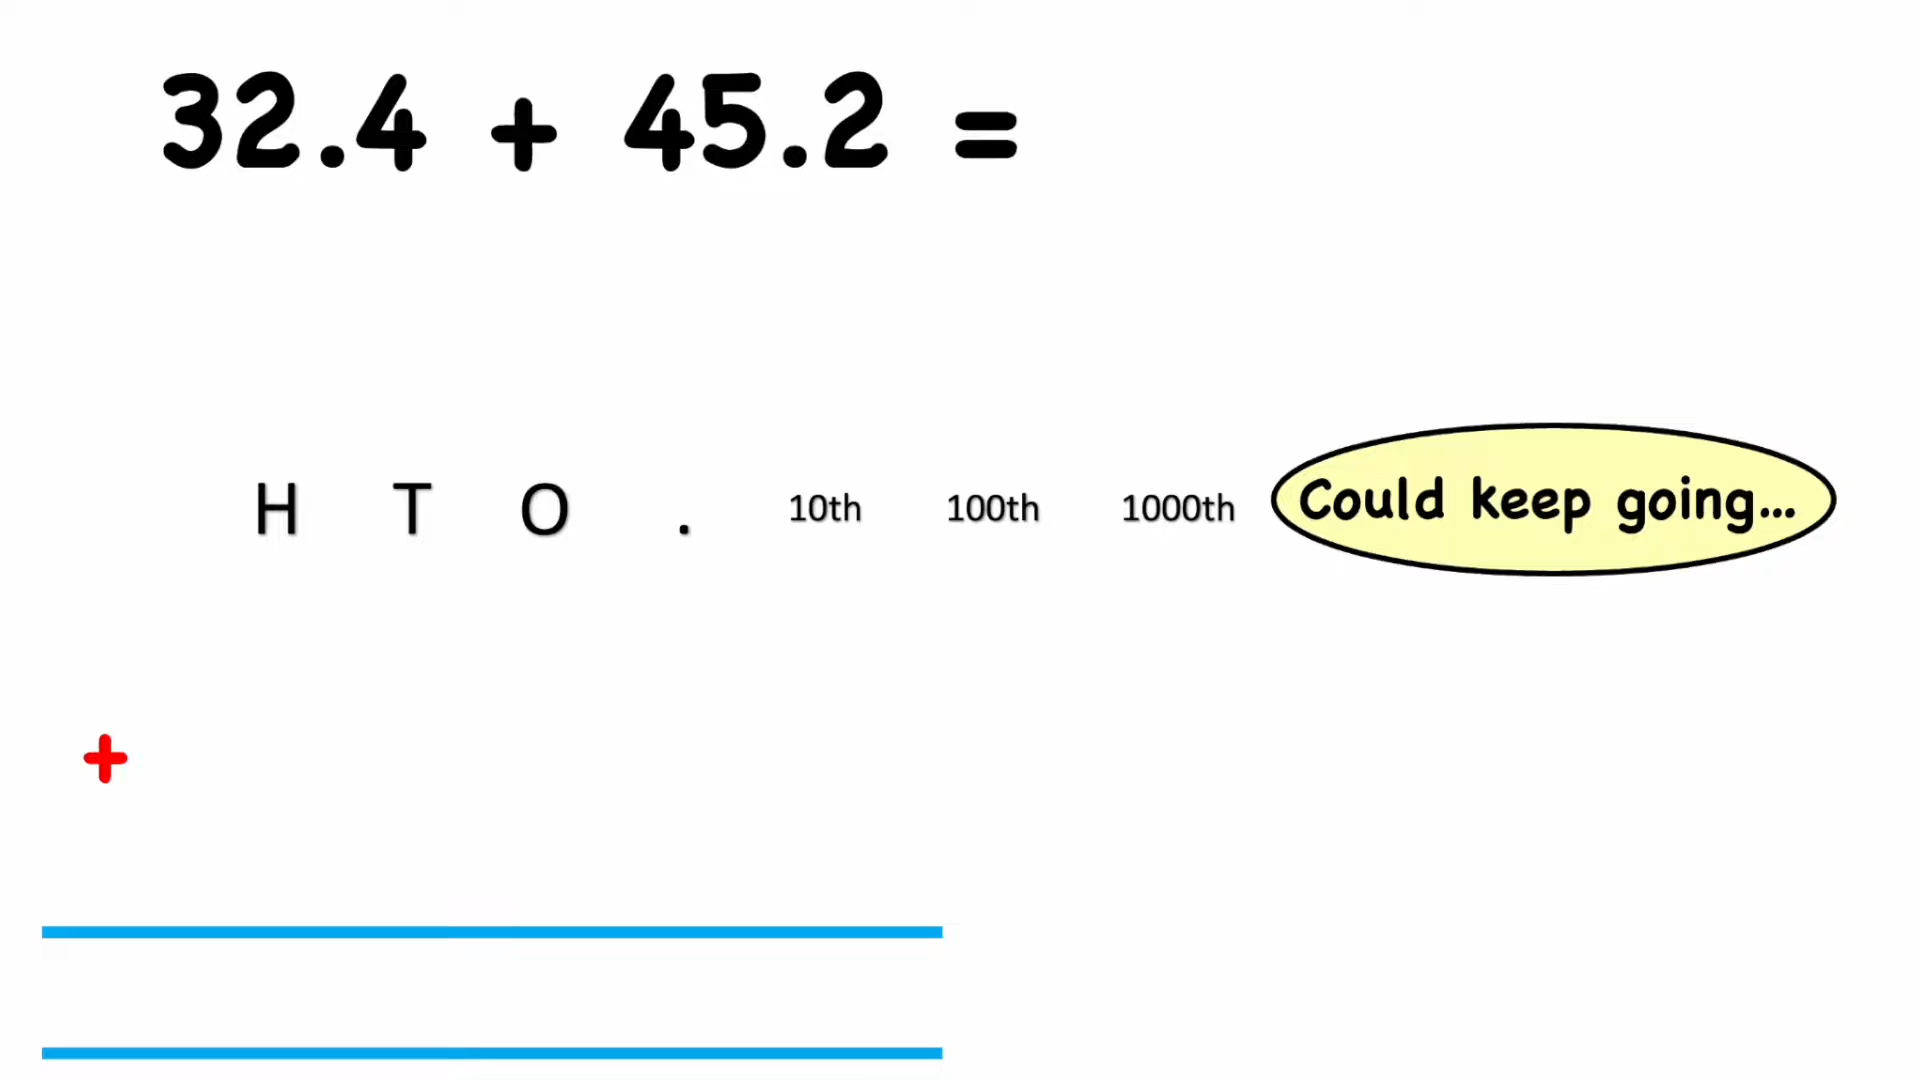 32.4 + 45.2 =
H T O . 10th 100th 1000th Could keep going...
+